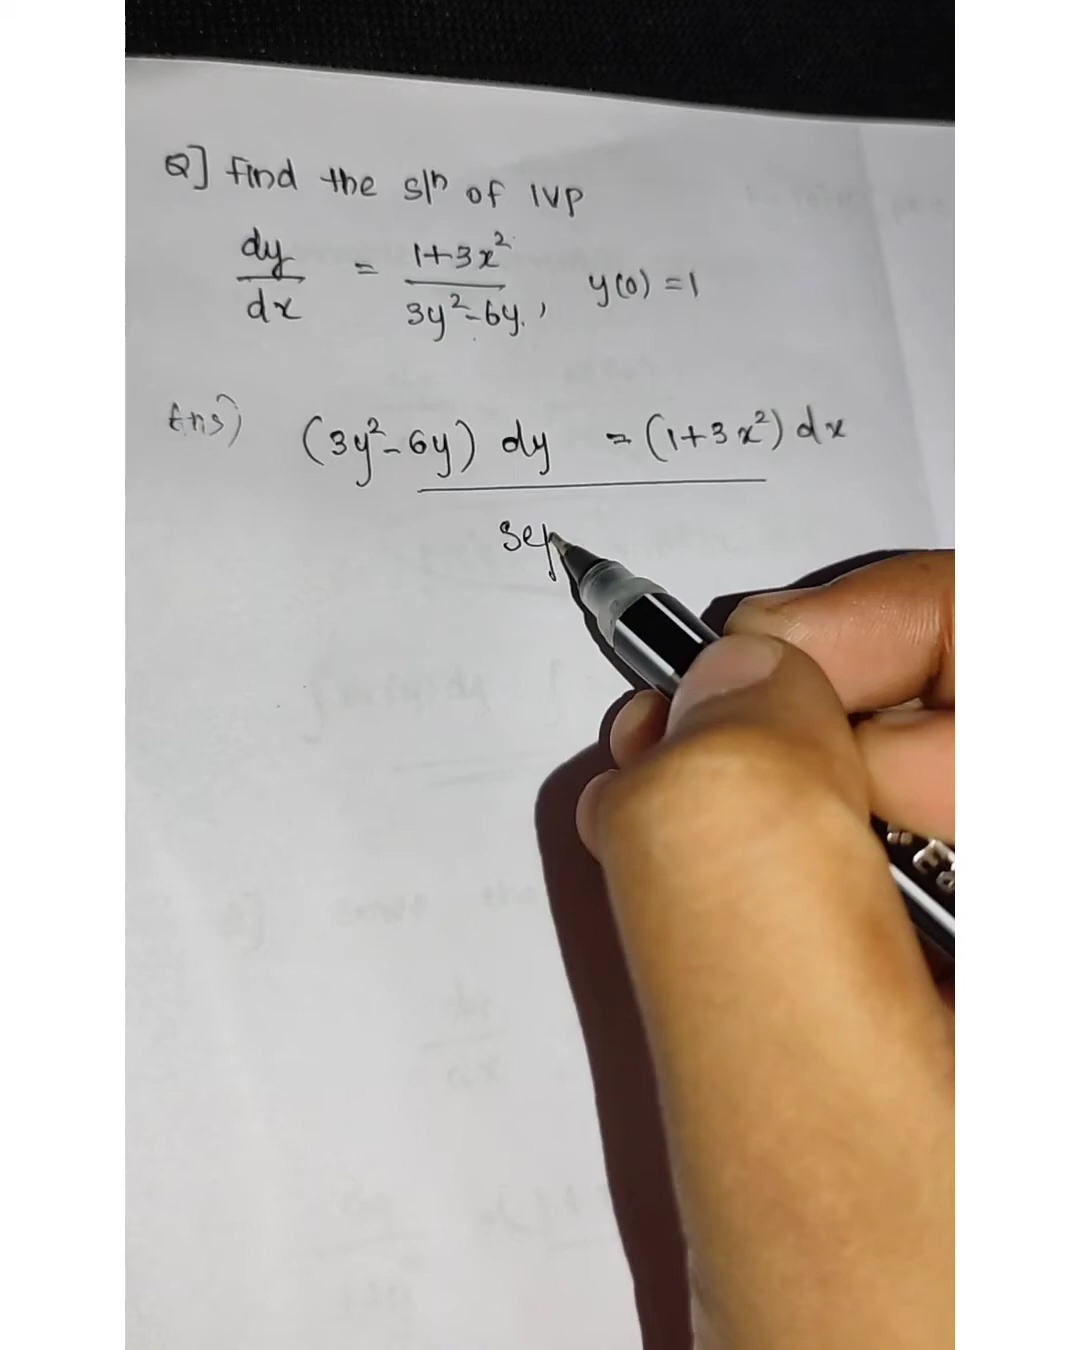 Q] Find the sl^n of IVP
dy/dx = 1+3x²/3y²-6y, y(0)=1
Ans) (3y²-6y) dy = (1+3x²) dx
sep